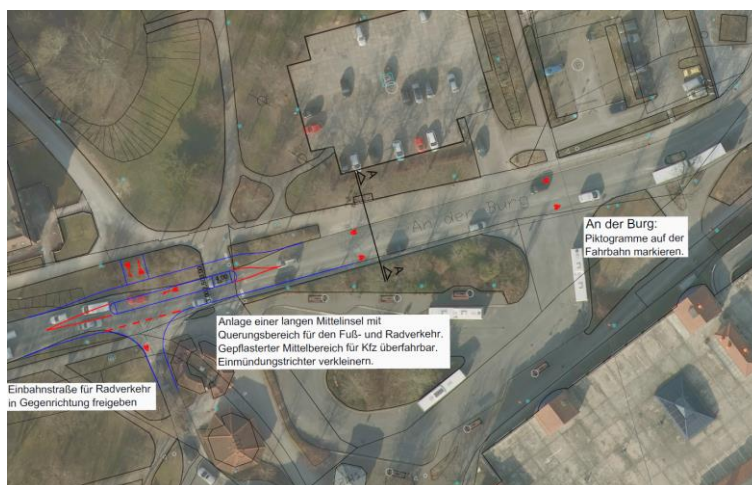 A
An der Burg
A
An der Burg:
Piktogramme auf der
Fahrbahn markieren.
Anlage einer langen Mittelinsel mit
Querungsbereich für den Fuß- und Radverkehr.
Gepflasterter Mittelbereich für Kfz überfahrbar.
Einmündungstrichter verkleinern.
Einbahnstraße für Radverkehr
in Gegenrichtung freigeben